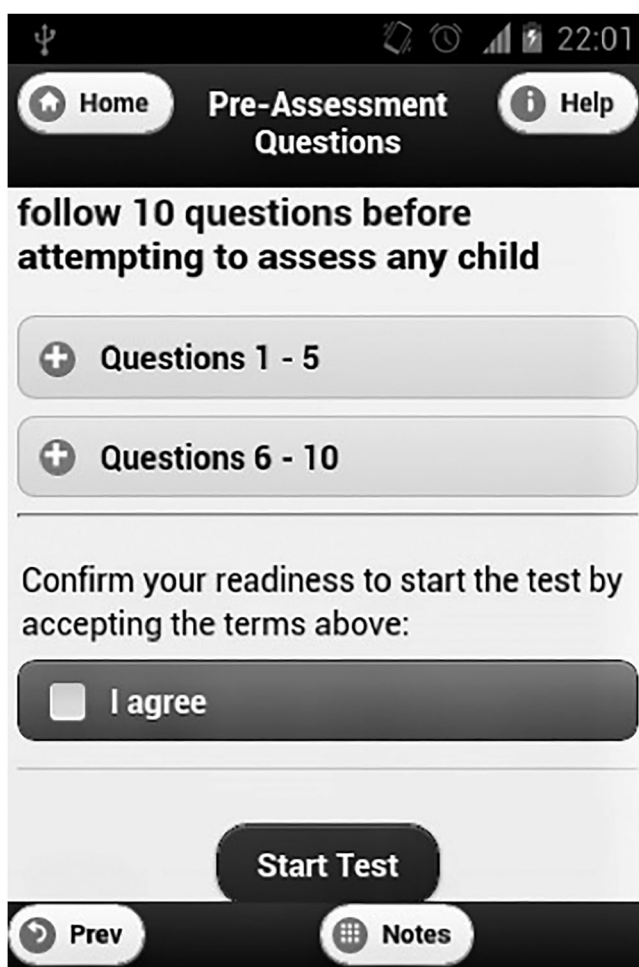 22:01
Home
Pre-Assessment
Questions
Help
follow 10 questions before
attempting to assess any child
Questions 1 - 5
Questions 6 - 10
Confirm your readiness to start the test by
accepting the terms above:
I agree
Start Test
Prev
Notes